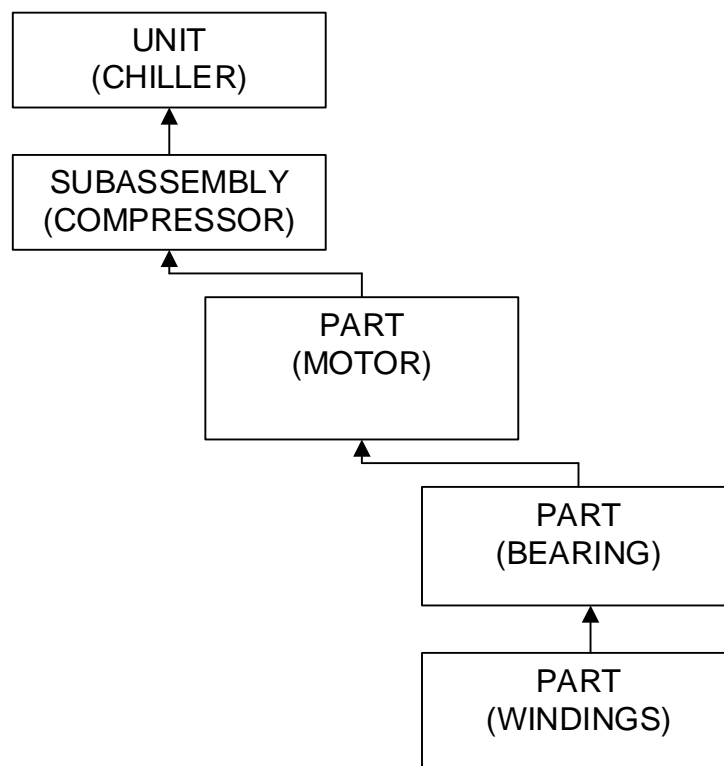 UNIT
(CHILLER)
SUBASSEMBLY
(COMPRESSOR)
PART
(MOTOR)
PART
(BEARING)
PART
(WINDINGS)